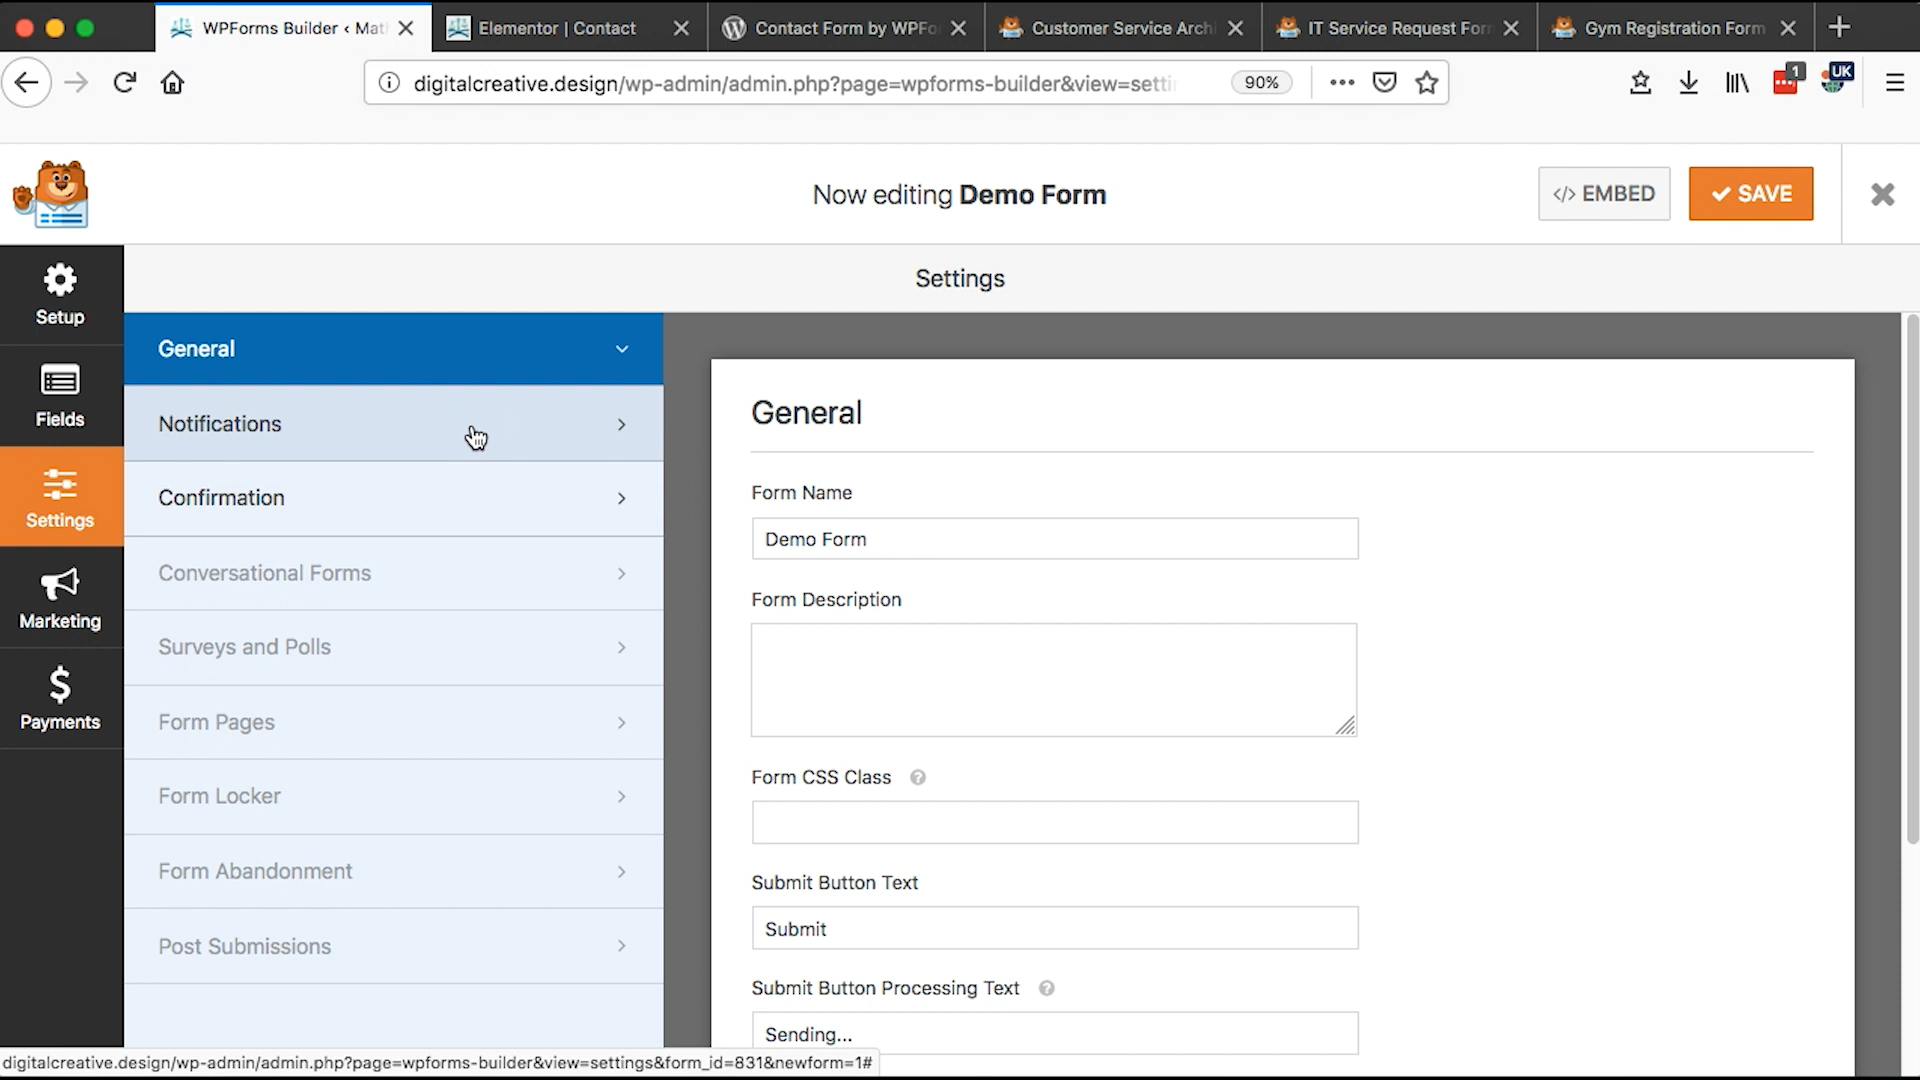 WPForms Builder ‹ Mat
Elementor | Contact
Contact Form by WPFo
Customer Service Archi
IT Service Request Form
Gym Registration Form
digitalcreative.design/wp-admin/admin.php?page=wpforms-builder&view=setti
90%
1
UK
Now editing Demo Form
</> EMBED
SAVE
Settings
Setup
Fields
Settings
Marketing
Payments
General
Notifications
Confirmation
Conversational Forms
Surveys and Polls
Form Pages
Form Locker
Form Abandonment
Post Submissions
General
Form Name
Demo Form
Form Description
Form CSS Class ?
Submit Button Text
Submit
Submit Button Processing Text ?
Sending...
digitalcreative.design/wp-admin/admin.php?page=wpforms-builder&view=settings&form_id=831&newform=1#